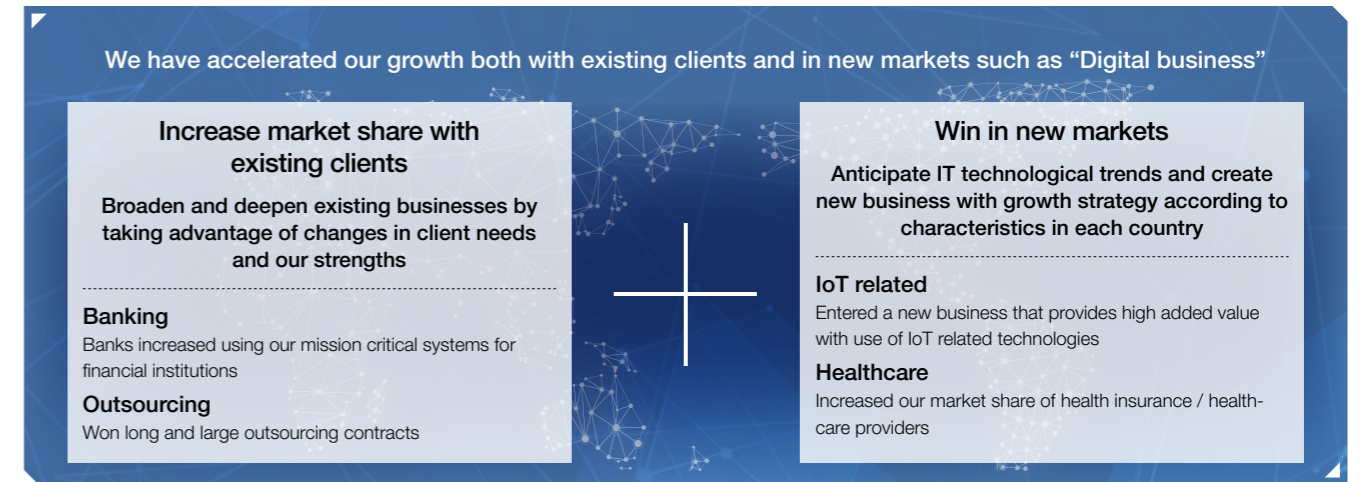 We have accelerated our growth both with existing clients and in new markets such as “Digital business”
Increase market share with
existing clients
Broaden and deepen existing businesses by
taking advantage of changes in client needs
and our strengths
Banking
Banks increased using our mission critical systems for
financial institutions
Outsourcing
Won long and large outsourcing contracts
Win in new markets
Anticipate IT technological trends and create
new business with growth strategy according to
characteristics in each country
IoT related
Entered a new business that provides high added value
with use of IoT related technologies
Healthcare
Increased our market share of health insurance / health-
care providers